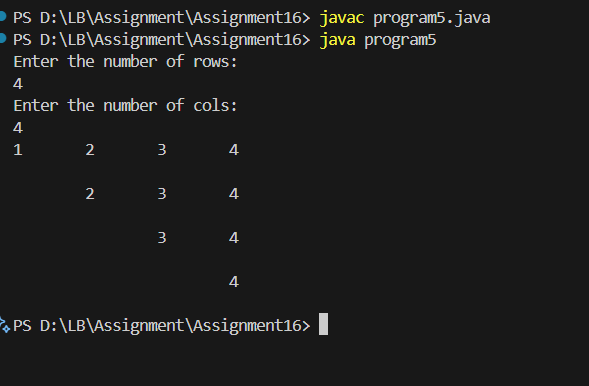 PS D:\LB\Assignment\Assignment16> javac program5.java
PS D:\LB\Assignment\Assignment16> java program5
Enter the number of rows:
4
Enter the number of cols:
4
1       2       3       4
        2       3       4
                3       4
                        4
PS D:\LB\Assignment\Assignment16>